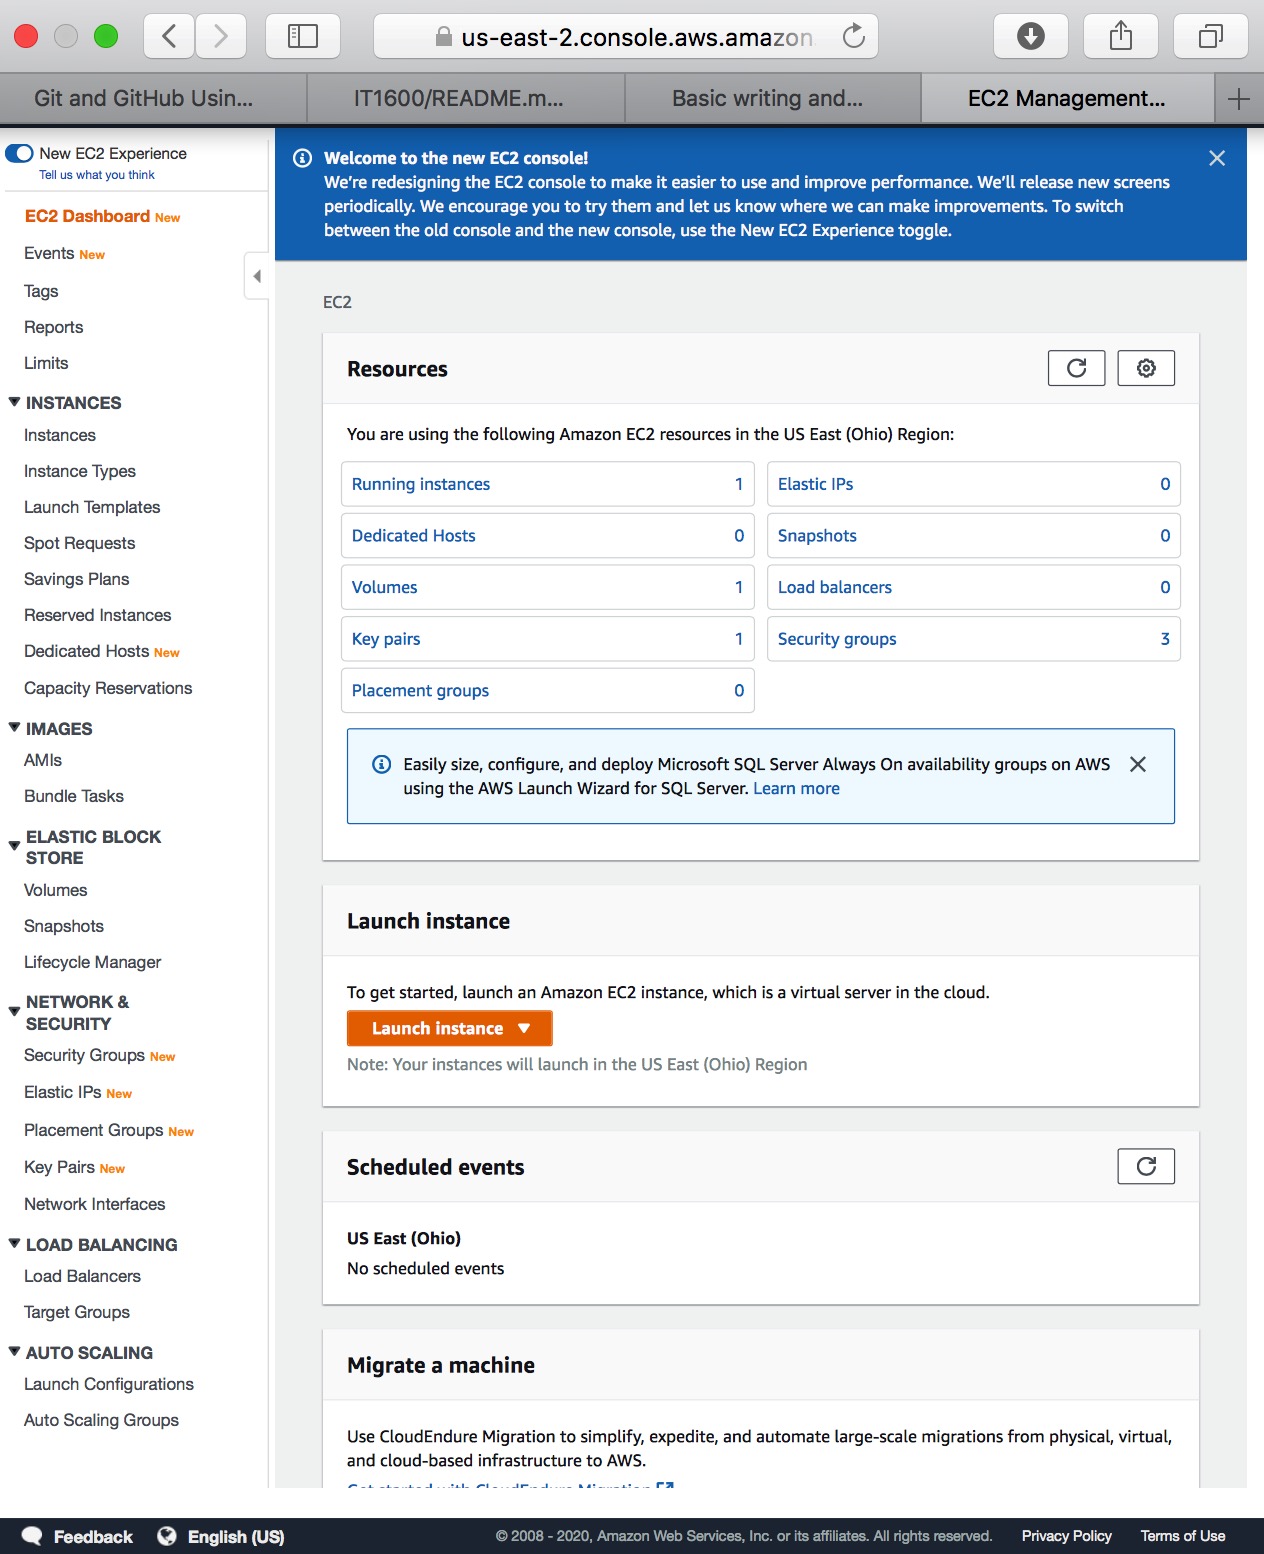 us-east-2.console.aws.amazon
Git and GitHub Usin...
IT1600/README.m...
Basic writing and...
EC2 Management...
New EC2 Experience
Tell us what you think
EC2 Dashboard New
Events New
Tags
Reports
Limits
INSTANCES
Instances
Instance Types
Launch Templates
Spot Requests
Savings Plans
Reserved Instances
Dedicated Hosts New
Capacity Reservations
IMAGES
AMIs
Bundle Tasks
ELASTIC BLOCK
STORE
Volumes
Snapshots
Lifecycle Manager
NETWORK &
SECURITY
Security Groups New
Elastic IPs New
Placement Groups New
Key Pairs New
Network Interfaces
LOAD BALANCING
Load Balancers
Target Groups
AUTO SCALING
Launch Configurations
Auto Scaling Groups
Welcome to the new EC2 console!
We're redesigning the EC2 console to make it easier to use and improve performance. We'll release new screens
periodically. We encourage you to try them and let us know where we can make improvements. To switch
between the old console and the new console, use the New EC2 Experience toggle.
EC2
Resources
You are using the following Amazon EC2 resources in the US East (Ohio) Region:
Running instances 1
Elastic IPs 0
Dedicated Hosts 0
Snapshots 0
Volumes 1
Load balancers 0
Key pairs 1
Security groups 3
Placement groups 0
Easily size, configure, and deploy Microsoft SQL Server Always On availability groups on AWS
using the AWS Launch Wizard for SQL Server. Learn more
Launch instance
To get started, launch an Amazon EC2 instance, which is a virtual server in the cloud.
Launch instance
Note: Your instances will launch in the US East (Ohio) Region
Scheduled events
US East (Ohio)
No scheduled events
Migrate a machine
Use CloudEndure Migration to simplify, expedite, and automate large-scale migrations from physical, virtual,
and cloud-based infrastructure to AWS.
Get started with CloudEndure Migration
Feedback
English (US)
© 2008 - 2020, Amazon Web Services, Inc. or its affiliates. All rights reserved.
Privacy Policy
Terms of Use